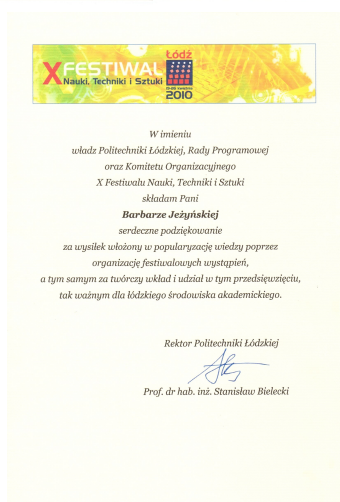 Łódź
X FESTIWAL
Nauki, Techniki i Sztuki
2010
W imieniu
władz Politechniki Łódzkiej, Rady Programowej
oraz Komitetu Organizacyjnego
X Festiwalu Nauki, Techniki i Sztuki
składam Pani
Barbarze Jeżyńskiej
serdeczne podziękowanie
za wysiłek włożony w popularyzację wiedzy poprzez
organizację festiwalowych wystąpień,
a tym samym za twórczy wkład i udział w tym przedsięwzięciu,
tak ważnym dla łódzkiego środowiska akademickiego.
Rektor Politechniki Łódzkiej
Prof. dr hab. inż. Stanisław Bielecki